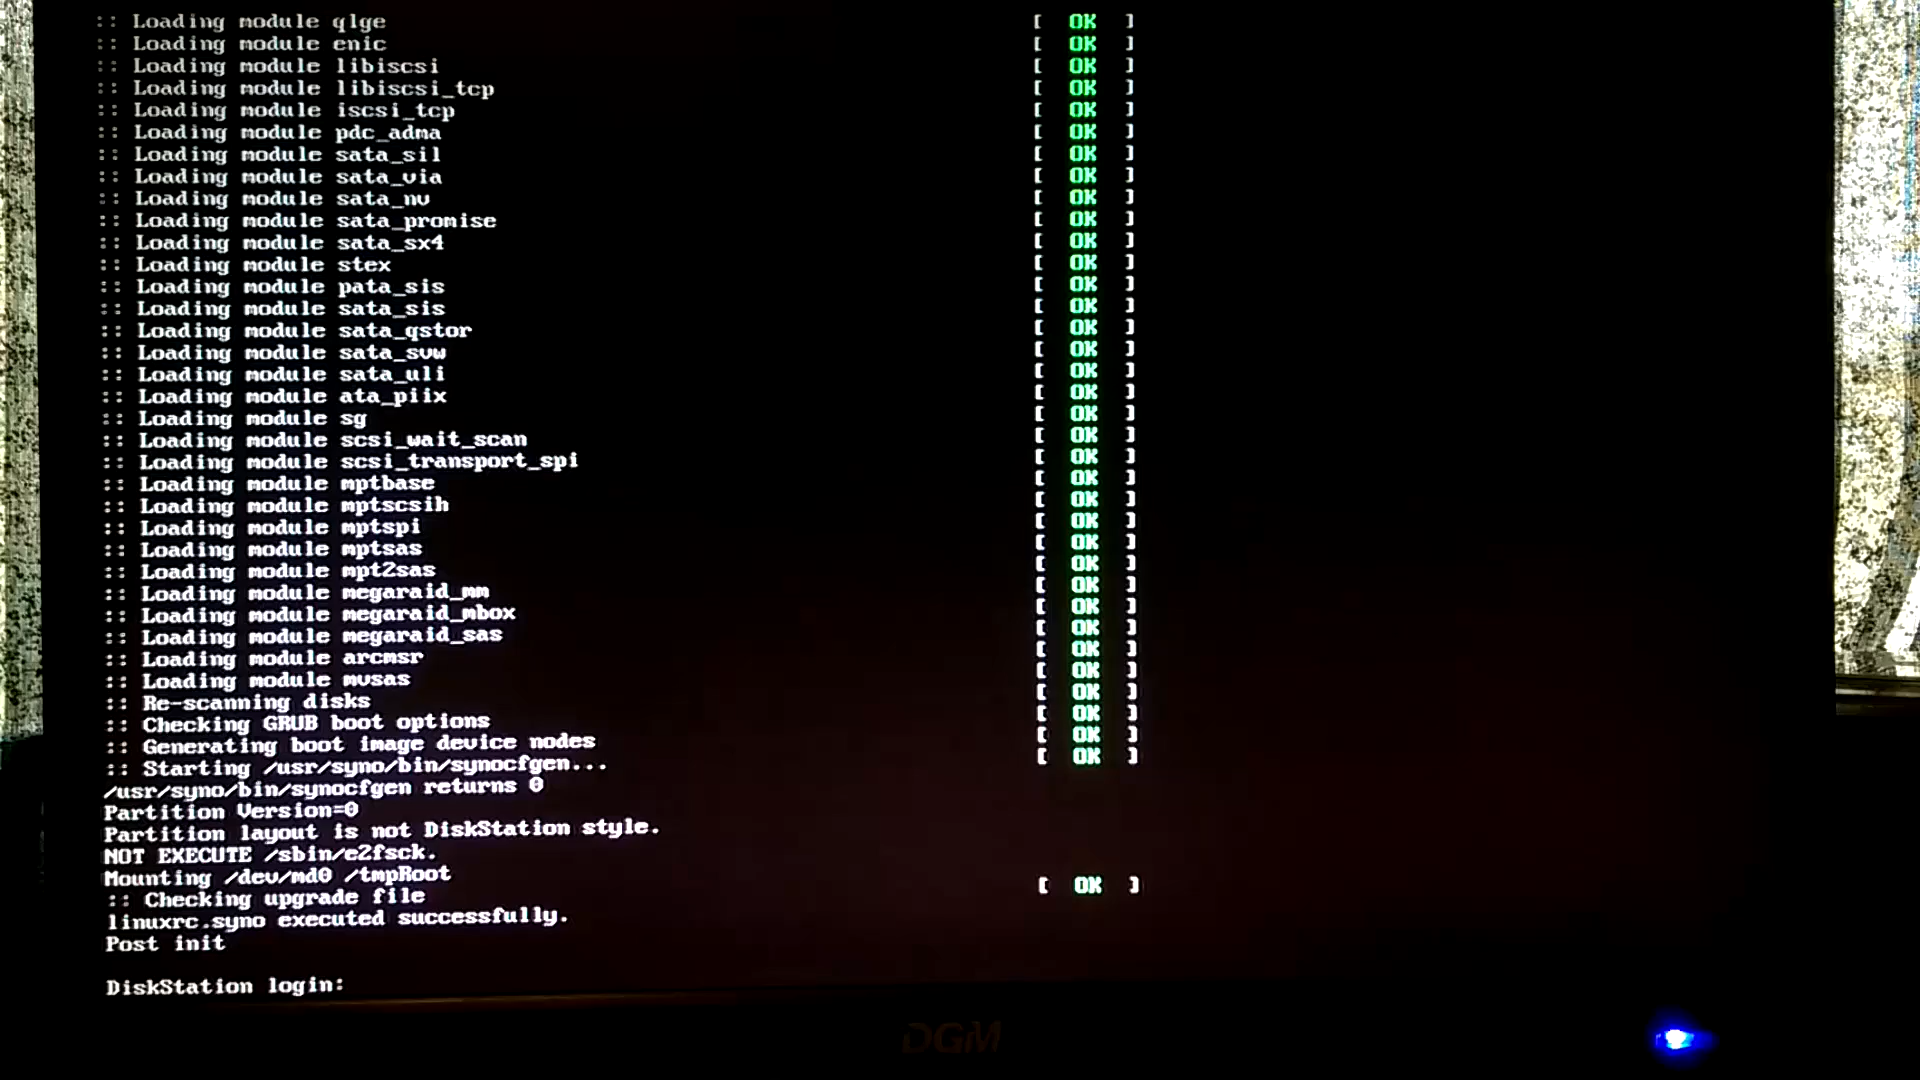 :: Loading module qlge [ OK ]
:: Loading module enic [ OK ]
:: Loading module libiscsi [ OK ]
:: Loading module libiscsi_tcp [ OK ]
:: Loading module iscsi_tcp [ OK ]
:: Loading module pdc_adma [ OK ]
:: Loading module sata_sil [ OK ]
:: Loading module sata_via [ OK ]
:: Loading module sata_nv [ OK ]
:: Loading module sata_promise [ OK ]
:: Loading module sata_sx4 [ OK ]
:: Loading module stex [ OK ]
:: Loading module pata_sis [ OK ]
:: Loading module sata_sis [ OK ]
:: Loading module sata_qstor [ OK ]
:: Loading module sata_svw [ OK ]
:: Loading module sata_uli [ OK ]
:: Loading module ata_piix [ OK ]
:: Loading module sg [ OK ]
:: Loading module scsi_wait_scan [ OK ]
:: Loading module scsi_transport_spi [ OK ]
:: Loading module mptbase [ OK ]
:: Loading module mptscsih [ OK ]
:: Loading module mptspi [ OK ]
:: Loading module mptsas [ OK ]
:: Loading module mpt2sas [ OK ]
:: Loading module megaraid_mm [ OK ]
:: Loading module megaraid_mbox [ OK ]
:: Loading module megaraid_sas [ OK ]
:: Loading module arcmsr [ OK ]
:: Loading module mvsas [ OK ]
:: Re-scanning disks [ OK ]
:: Checking GRUB boot options [ OK ]
:: Generating boot image device nodes [ OK ]
:: Starting /usr/syno/bin/synocfgen... [ OK ]
/usr/syno/bin/synocfgen returns 0
Partition Version=0
Partition layout is not DiskStation style.
NOT EXECUTE /sbin/e2fsck.
Mounting /dev/md0 /tmpRoot
:: Checking upgrade file [ OK ]
linuxrc.syno executed successfully.
Post init
DiskStation login:
DGM